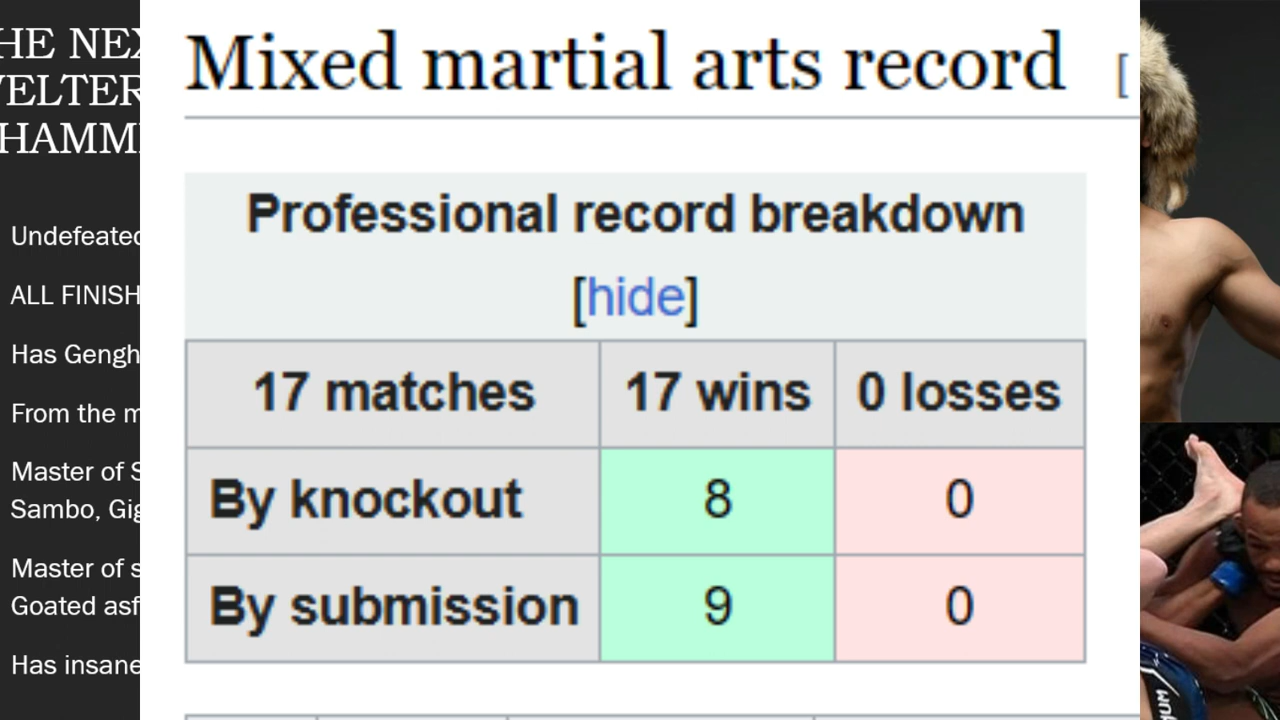 HE NEX
VELTER
HAMM
Undefeated
ALL FINISH
Has Gengh
From the m
Master of S
Sambo, Gig
Master of s
Goated asf
Has insane
Mixed martial arts record [
Professional record breakdown
[hide]
17 matches 17 wins 0 losses
By knockout 8 0
By submission 9 0